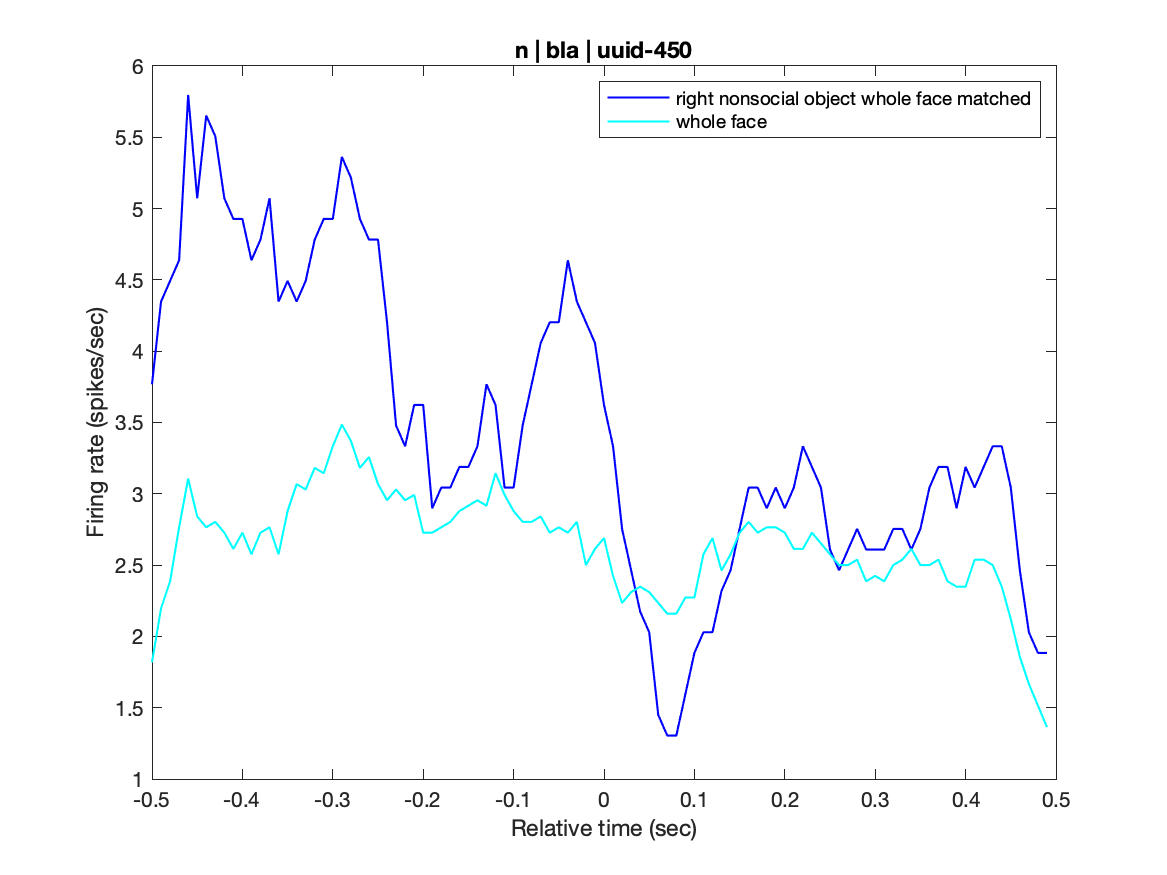 n | bla | uuid-450
right nonsocial object whole face matched
whole face
Firing rate (spikes/sec)
6
5.5
5
4.5
4
3.5
3
2.5
2
1.5
1
-0.5 -0.4 -0.3 -0.2 -0.1 0 0.1 0.2 0.3 0.4 0.5
Relative time (sec)